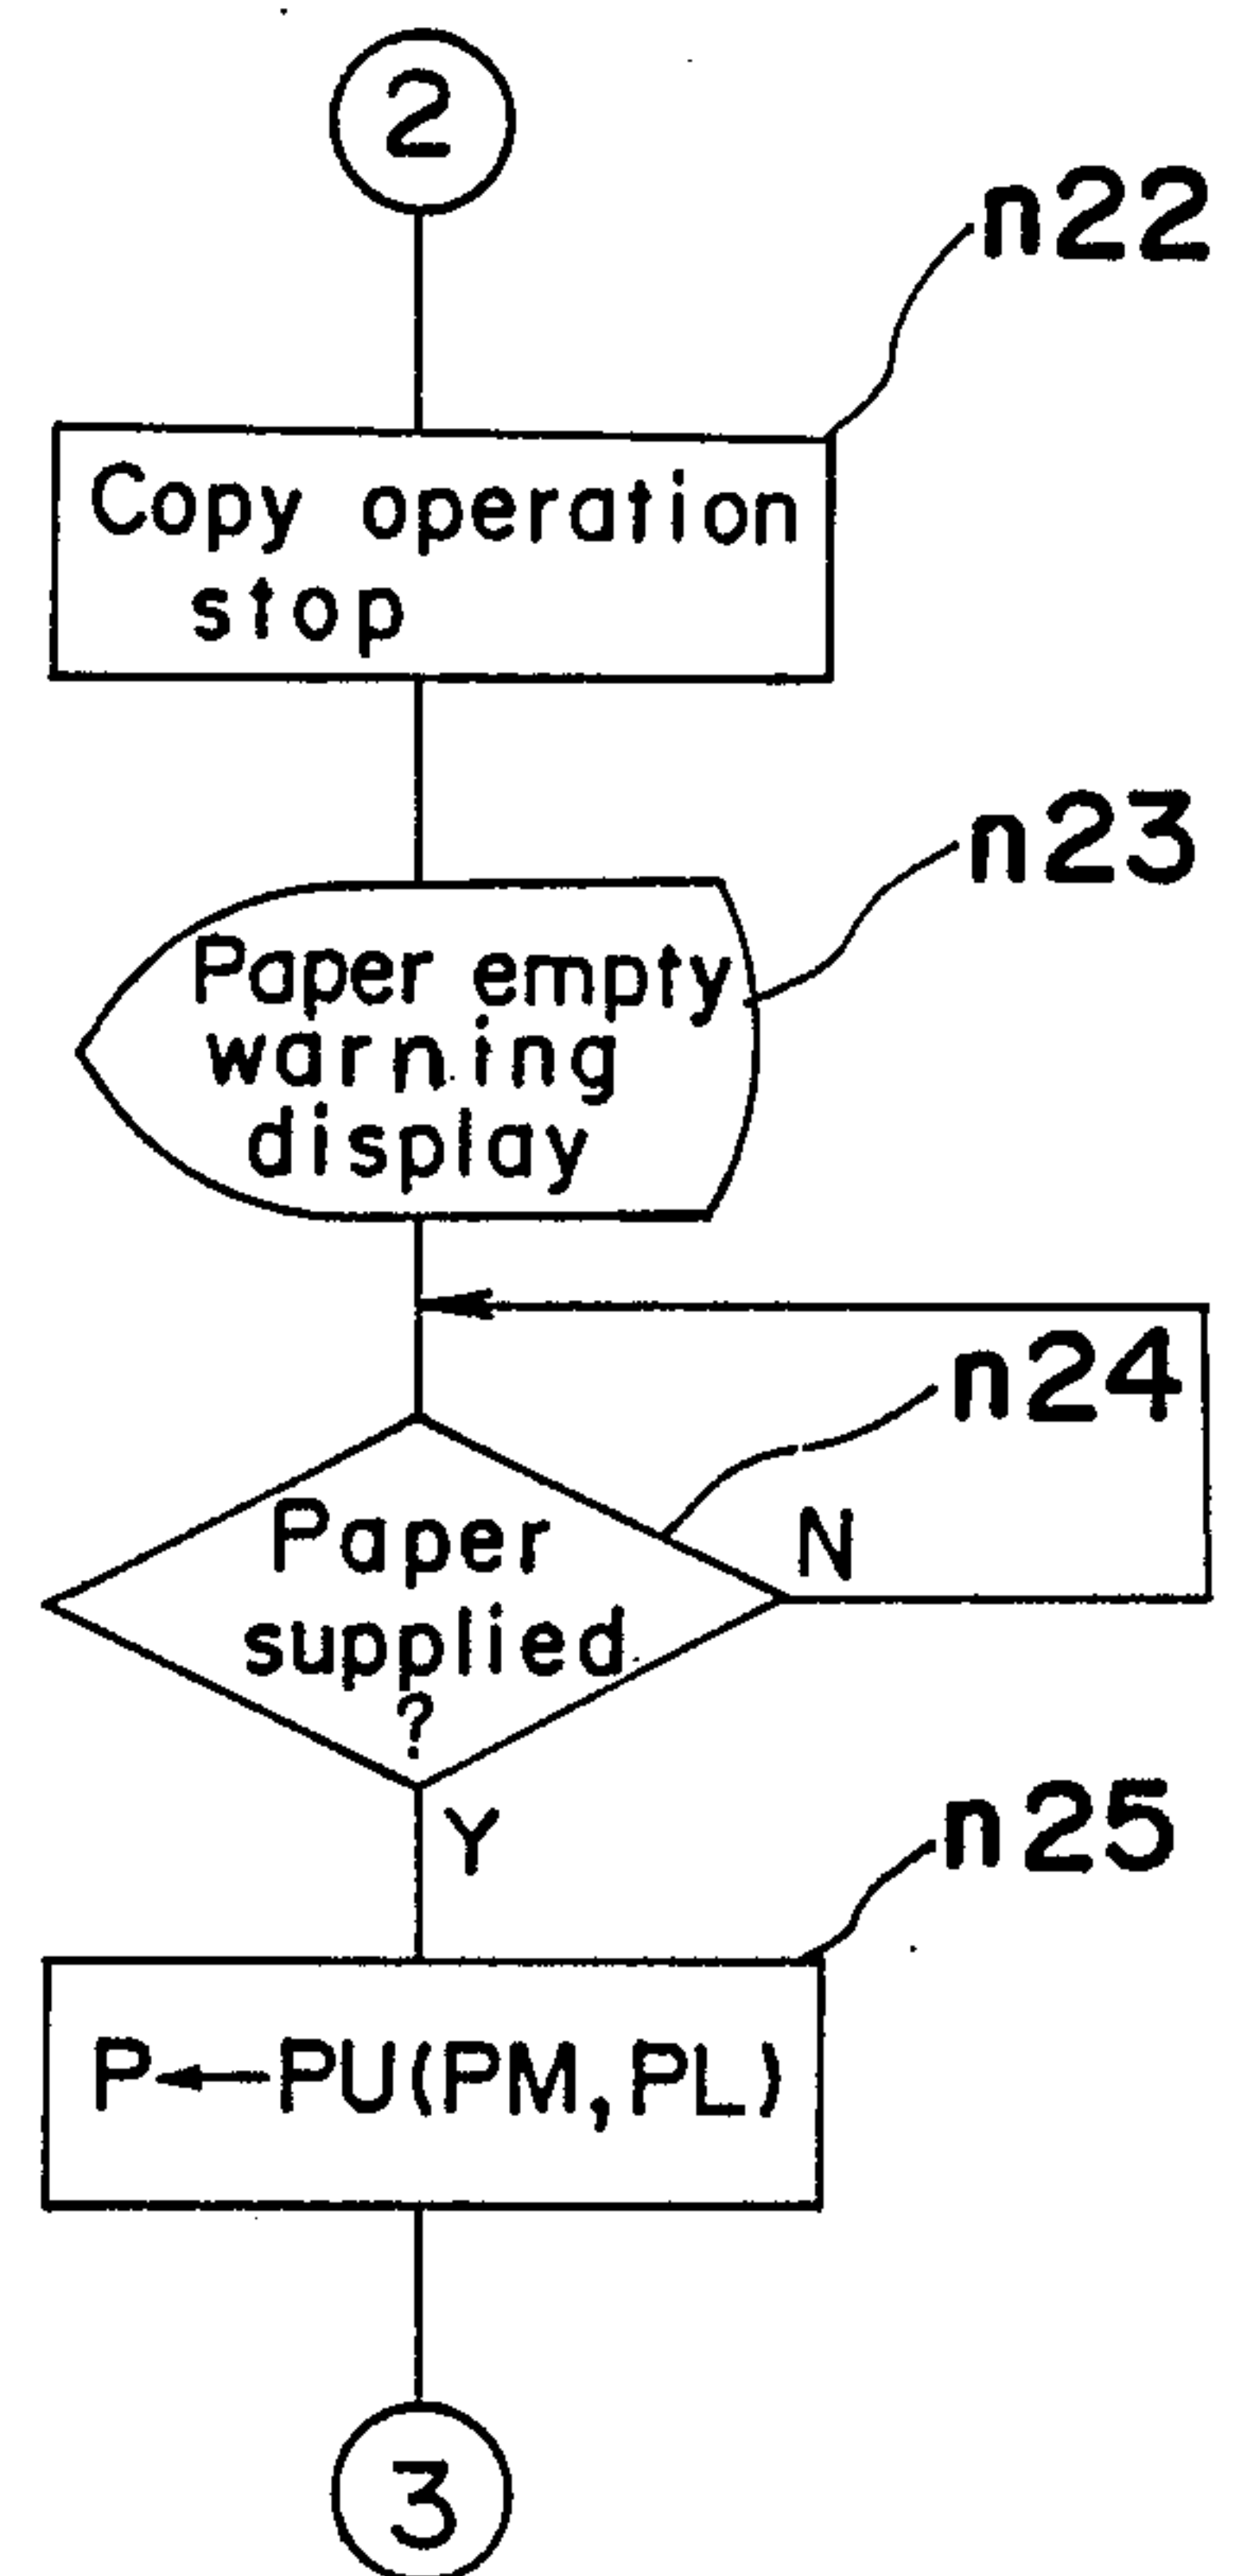 2
n22
Copy operation
stop
n23
Paper empty
warning
display
n24
Paper
supplied
?
N
Y
n25
P←PU(PM,PL)
3